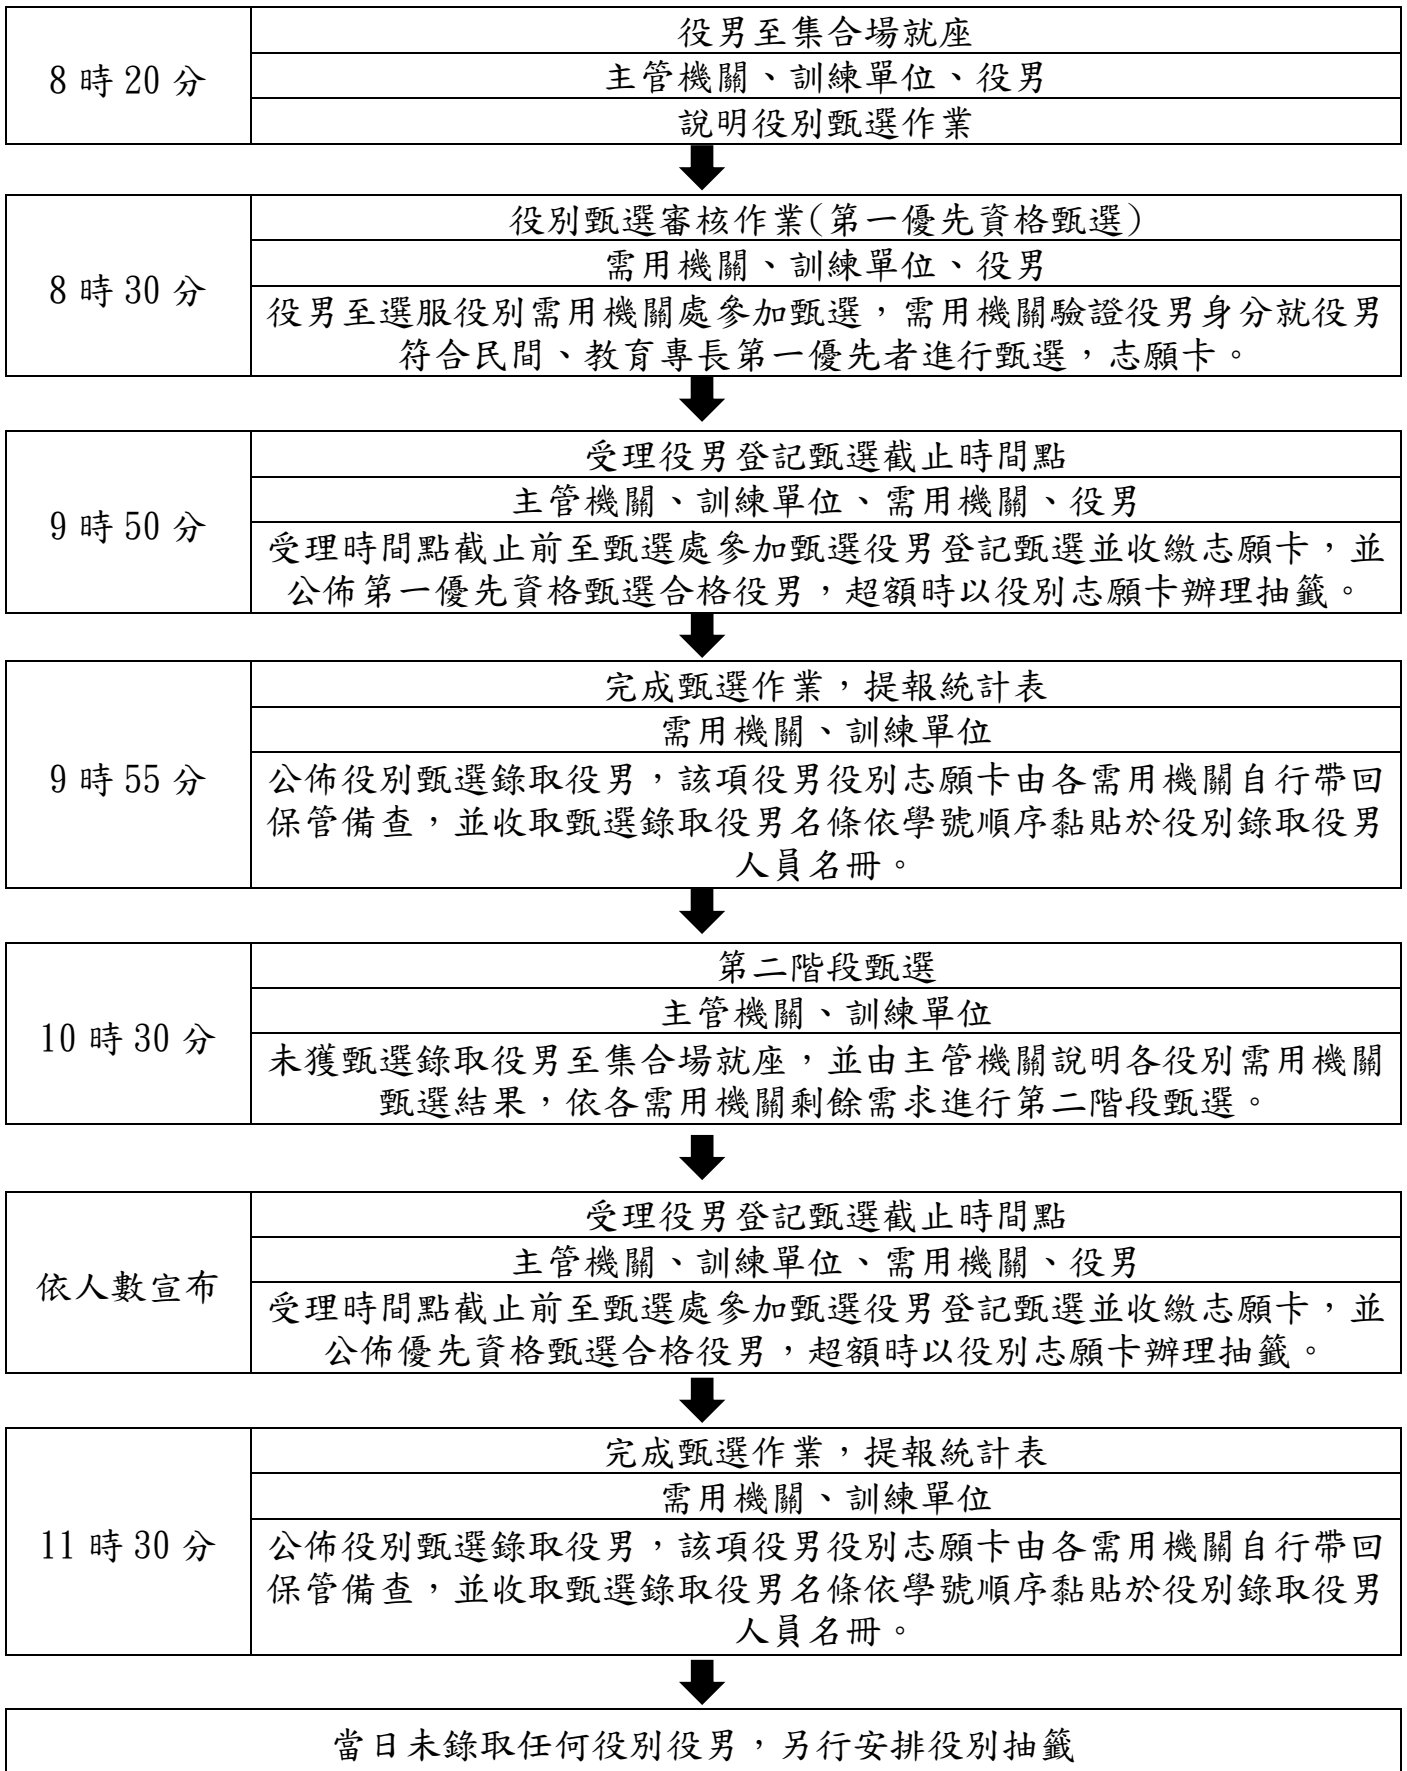 8 時 20 分
役男至集合場就座
主管機關、訓練單位、役男
說明役別甄選作業
8 時 30 分
役別甄選審核作業(第一優先資格甄選)
需用機關、訓練單位、役男
役男至選服役別需用機關處參加甄選，需用機關驗證役男身分就役男
符合民間、教育專長第一優先者進行甄選，志願卡。
9 時 50 分
受理役男登記甄選截止時間點
主管機關、訓練單位、需用機關、役男
受理時間點截止前至甄選處參加甄選役男登記甄選並收繳志願卡，並
公佈第一優先資格甄選合格役男，超額時以役別志願卡辦理抽籤。
9 時 55 分
完成甄選作業，提報統計表
需用機關、訓練單位
公佈役別甄選錄取役男，該項役男役別志願卡由各需用機關自行帶回
保管備查，並收取甄選錄取役男名條依學號順序黏貼於役別錄取役男
人員名冊。
10 時 30 分
第二階段甄選
主管機關、訓練單位
未獲甄選錄取役男至集合場就座，並由主管機關說明各役別需用機關
甄選結果，依各需用機關剩餘需求進行第二階段甄選。
依人數宣布
受理役男登記甄選截止時間點
主管機關、訓練單位、需用機關、役男
受理時間點截止前至甄選處參加甄選役男登記甄選並收繳志願卡，並
公佈優先資格甄選合格役男，超額時以役別志願卡辦理抽籤。
11 時 30 分
完成甄選作業，提報統計表
需用機關、訓練單位
公佈役別甄選錄取役男，該項役男役別志願卡由各需用機關自行帶回
保管備查，並收取甄選錄取役男名條依學號順序黏貼於役別錄取役男
人員名冊。
當日未錄取任何役別役男，另行安排役別抽籤